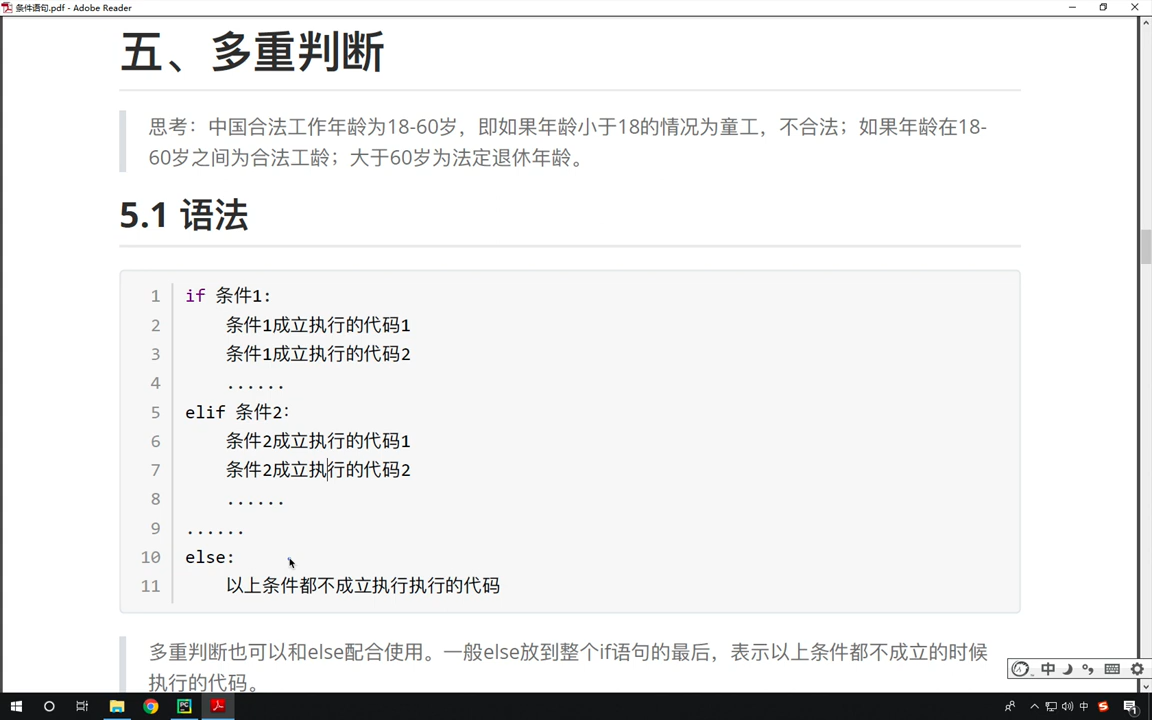 条件语句.pdf - Adobe Reader
五、多重判断
思考：中国合法工作年龄为18-60岁，即如果年龄小于18的情况为童工，不合法；如果年龄在18-
60岁之间为合法工龄；大于60岁为法定退休年龄。
5.1 语法
1 if 条件1:
2 条件1成立执行的代码1
3 条件1成立执行的代码2
4 ......
5 elif 条件2：
6 条件2成立执行的代码1
7 条件2成立执行的代码2
8 ......
9 ......
10 else:
11 以上条件都不成立执行执行的代码
多重判断也可以和else配合使用。一般else放到整个if语句的最后，表示以上条件都不成立的时候
执行的代码。
中
中